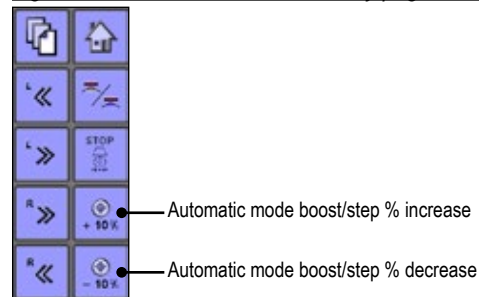 L
L
STOP
R
+ 10%
Automatic mode boost/step % increase
R
- 10%
Automatic mode boost/step % decrease